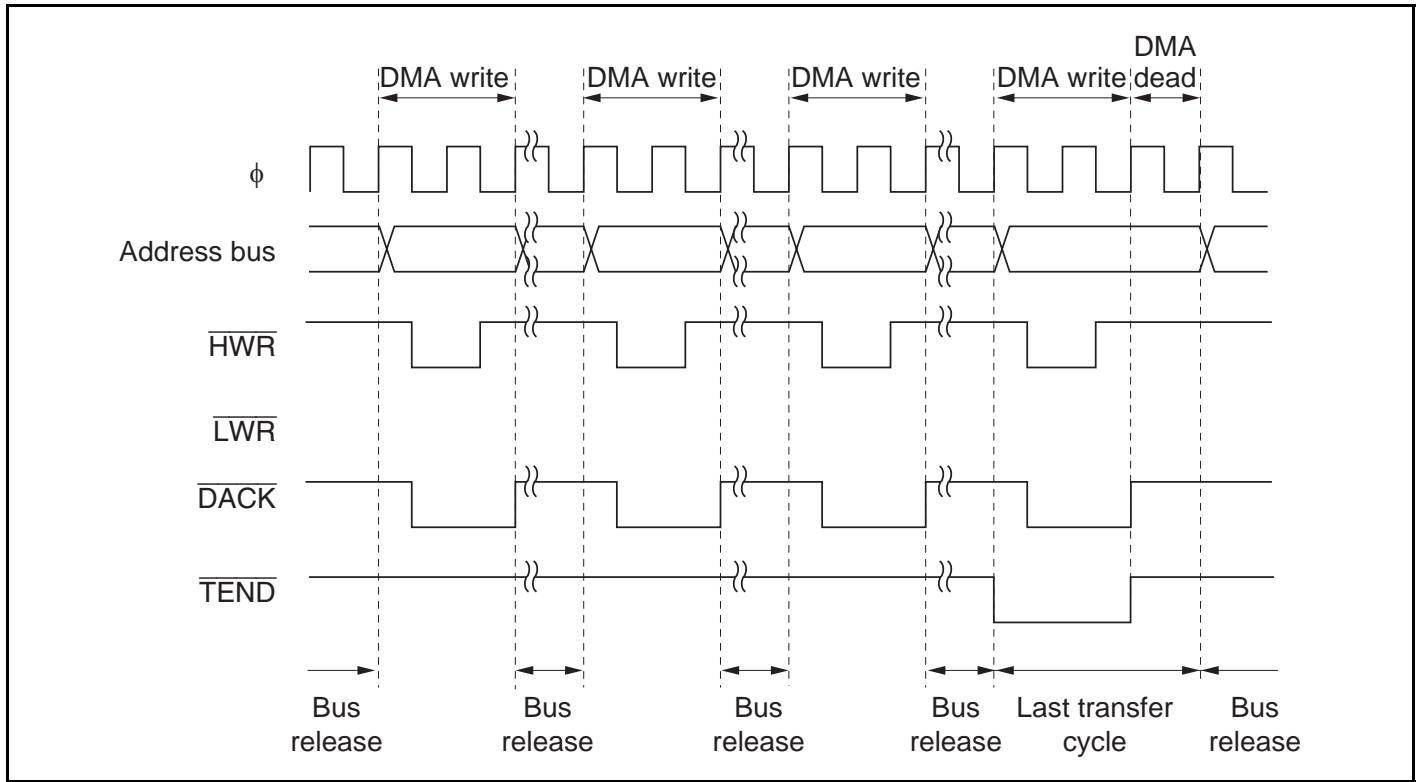 DMA
DMA write DMA write DMA write DMA write dead
ϕ
Address bus
HWR
LWR
DACK
TEND
Bus Bus Bus Bus Last transfer Bus
release release release release cycle release